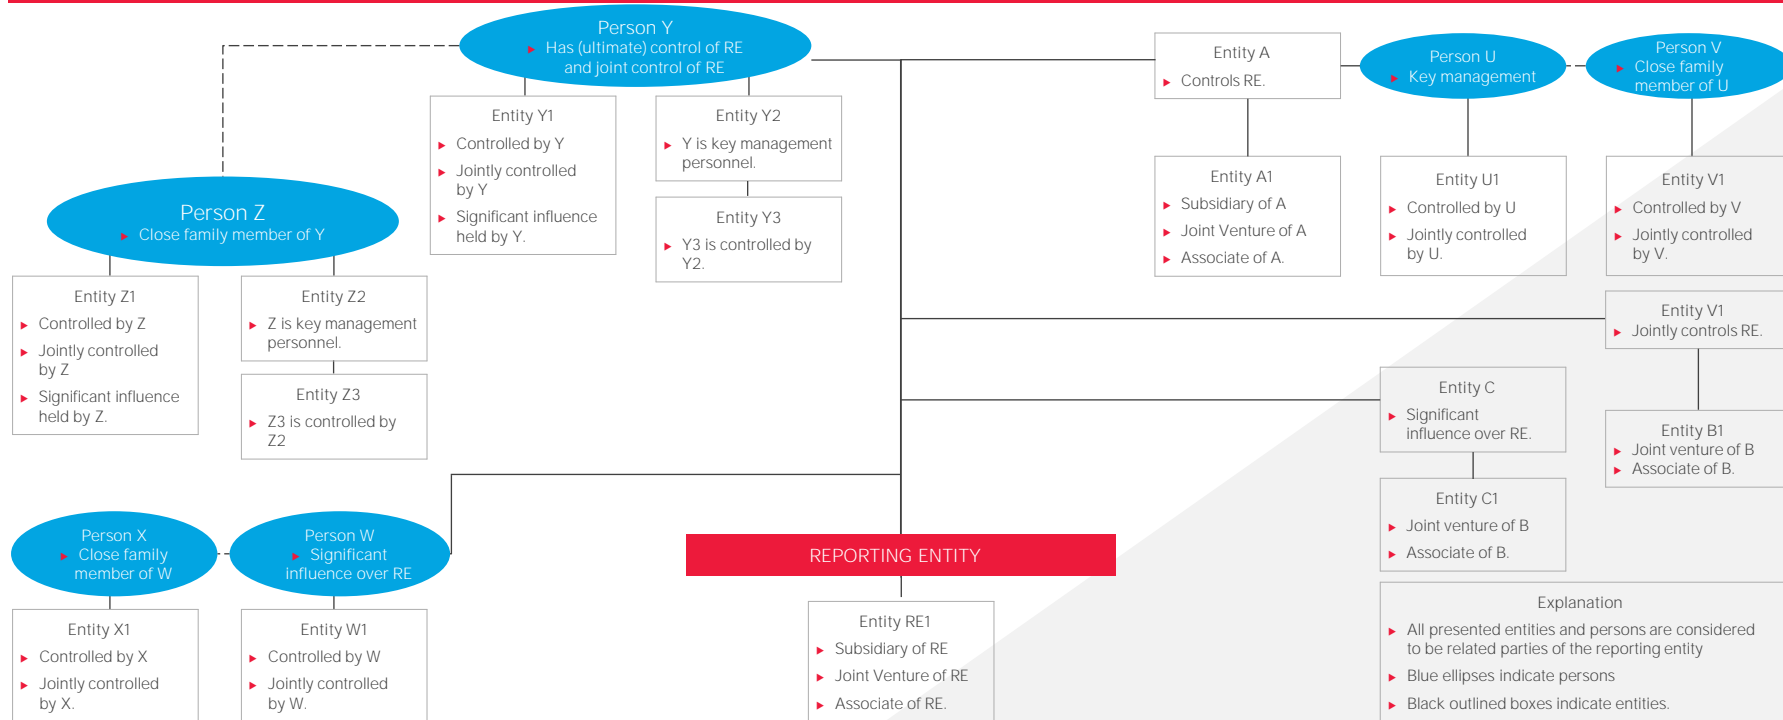 Person Y
► Has (ultimate) control of RE
and joint control of RE
Entity Y1
► Controlled by Y
► Jointly controlled
by Y
► Significant influence
held by Y.
Entity Y2
► Y is key management
personnel.
Entity Y3
► Y3 is controlled by
Y2.
Person Z
► Close family member of Y
Entity Z1
► Controlled by Z
► Jointly controlled
by Z
► Significant influence
held by Z.
Entity Z2
► Z is key management
personnel.
Entity Z3
► Z3 is controlled by
Z2
Entity A
► Controls RE.
Person U
► Key management
Person V
► Close family
member of U
Entity A1
► Subsidiary of A
► Joint Venture of A
► Associate of A.
Entity U1
► Controlled by U
► Jointly controlled
by U.
Entity V1
► Controlled by V
► Jointly controlled
by V.
Entity V1
► Jointly controls RE.
Entity B1
► Joint venture of B
► Associate of B.
Entity C
► Significant
influence over RE.
Entity C1
► Joint venture of B
► Associate of B.
Person X
► Close family
member of W
Person W
► Significant
influence over RE
Entity X1
► Controlled by X
► Jointly controlled
by X.
Entity W1
► Controlled by W
► Jointly controlled
by W.
REPORTING ENTITY
Entity RE1
► Subsidiary of RE
► Joint Venture of RE
► Associate of RE.
Explanation
► All presented entities and persons are considered
to be related parties of the reporting entity
► Blue ellipses indicate persons
► Black outlined boxes indicate entities.